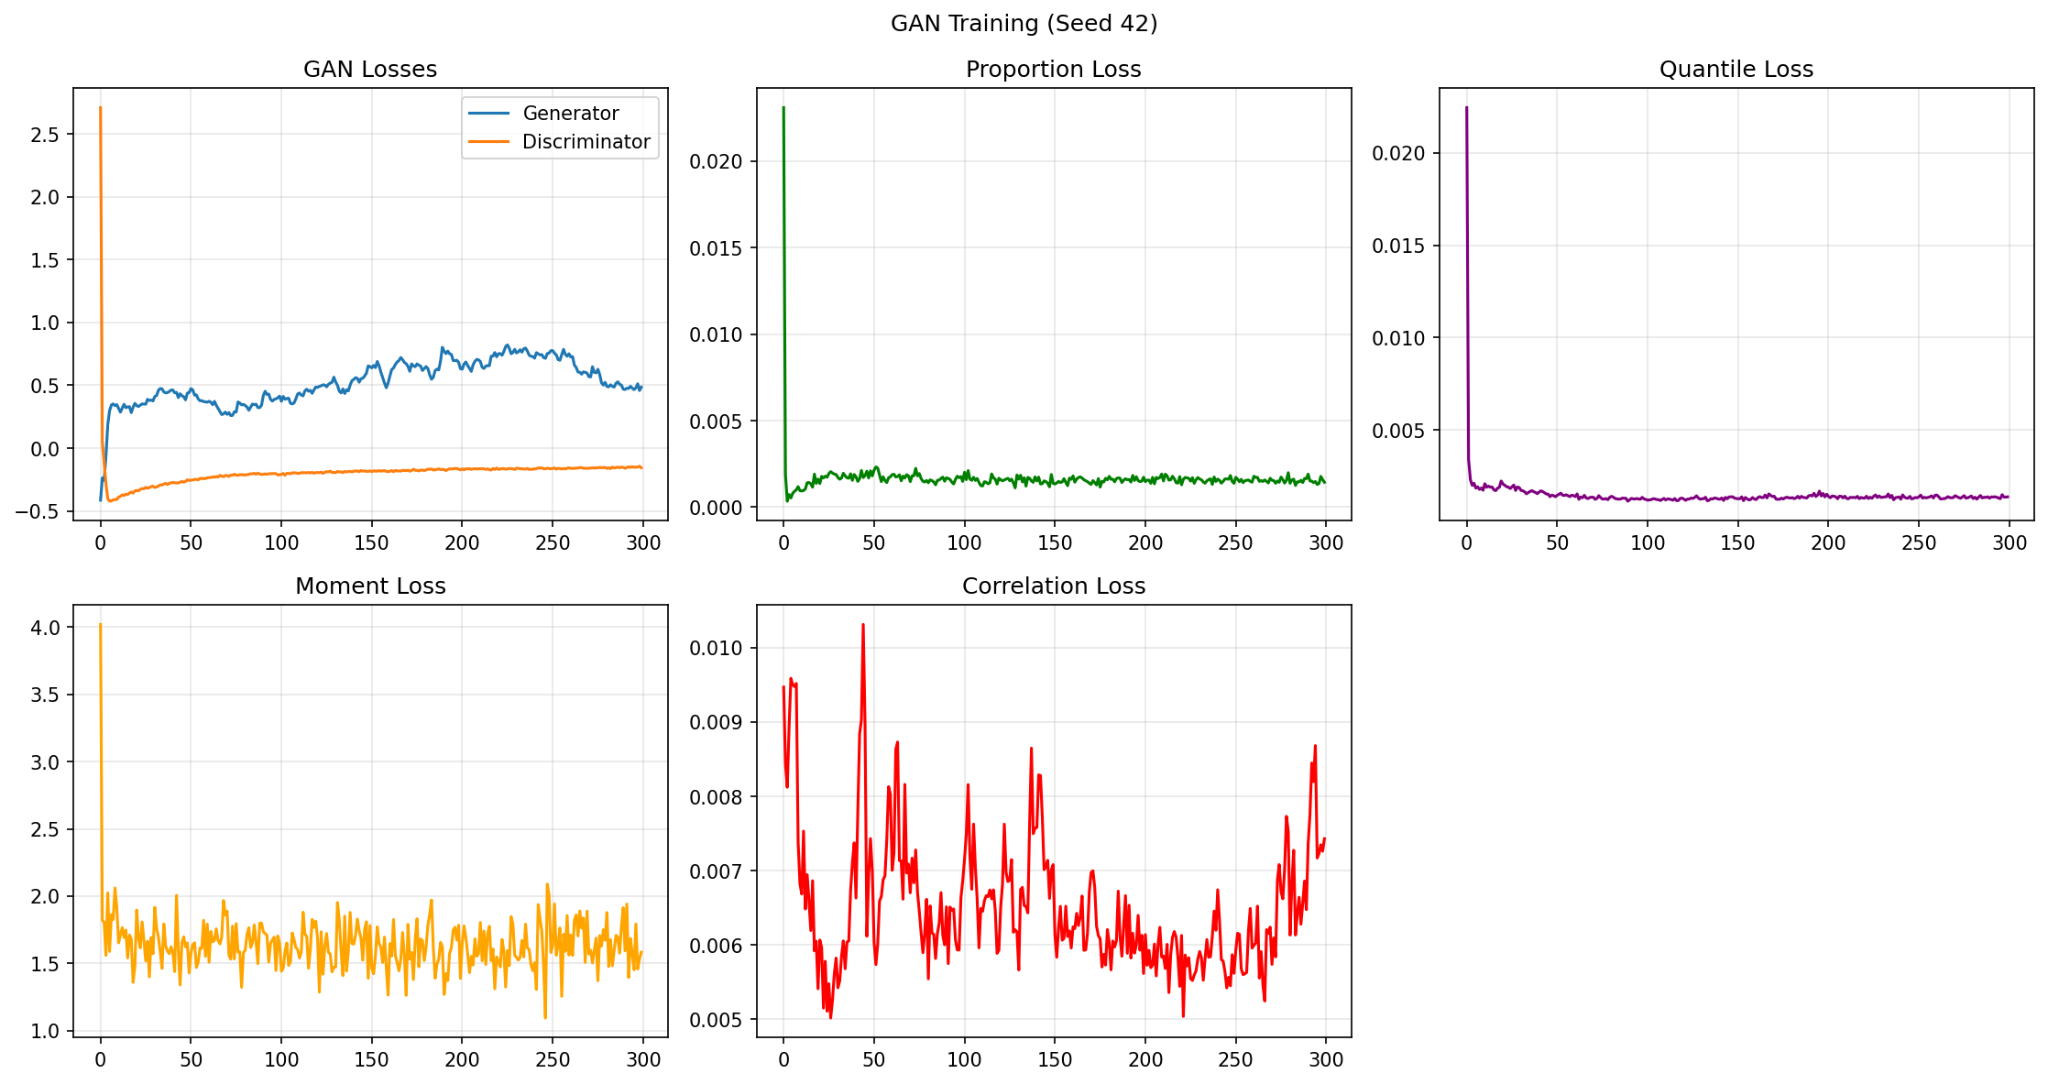 GAN Training (Seed 42)
GAN Losses
Generator
Discriminator
2.5
2.0
1.5
1.0
0.5
0.0
−0.5
0 50 100 150 200 250 300
Proportion Loss
0.020
0.015
0.010
0.005
0.000
0 50 100 150 200 250 300
Quantile Loss
0.020
0.015
0.010
0.005
0 50 100 150 200 250 300
Moment Loss
4.0
3.5
3.0
2.5
2.0
1.5
1.0
0 50 100 150 200 250 300
Correlation Loss
0.010
0.009
0.008
0.007
0.006
0.005
0 50 100 150 200 250 300